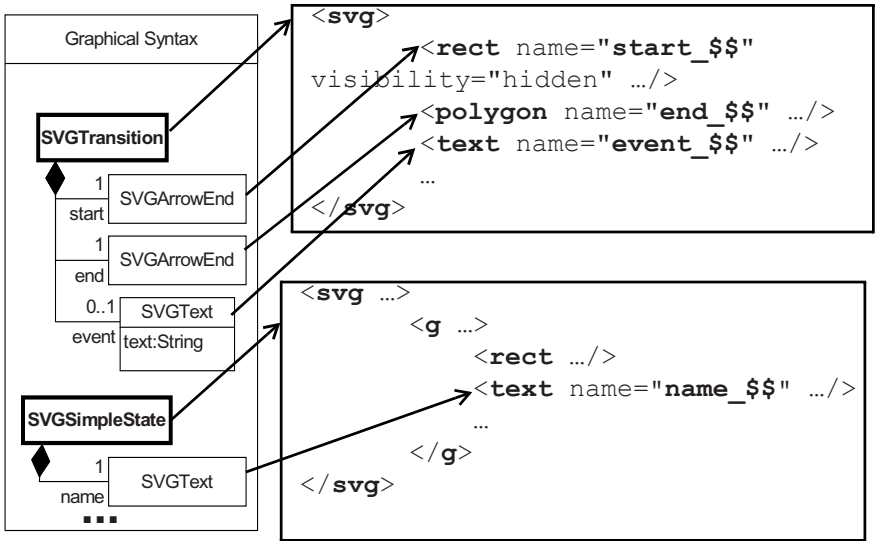 Graphical Syntax
SVGTransition
1
start
SVGArrowEnd
1
end
SVGArrowEnd
0..1
event
SVGText
text:String
SVGSimpleState
1
name
SVGText
...
<svg>
<rect name="start_$$"
visibility="hidden" …/>
<polygon name="end_$$" …/>
<text name="event_$$" …/>
…
</svg>
<svg …>
<g …>
<rect …/>
<text name="name_$$" …/>
…
</g>
</svg>